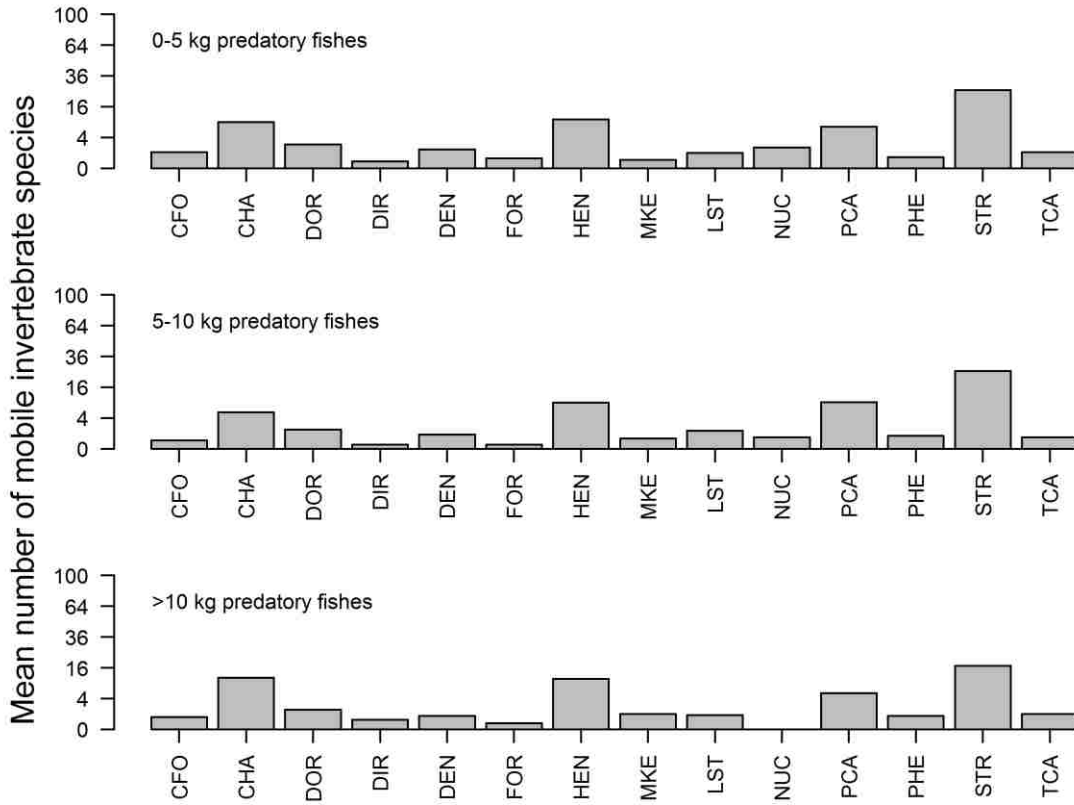 Mean number of mobile invertebrate species
0-5 kg predatory fishes
100
64
36
16
4
0
CFO CHA DOR DIR DEN FOR HEN MKE LST NUC PCA PHE STR TCA
5-10 kg predatory fishes
100
64
36
16
4
0
CFO CHA DOR DIR DEN FOR HEN MKE LST NUC PCA PHE STR TCA
>10 kg predatory fishes
100
64
36
16
4
0
CFO CHA DOR DIR DEN FOR HEN MKE LST NUC PCA PHE STR TCA